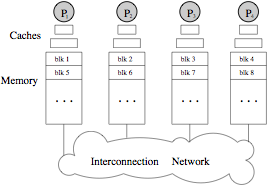 P1 P2 P3 P4
Caches
blk 1 blk 2 blk 3 blk 4
Memory blk 5 blk 6 blk 7 blk 8
... ... ... ...
Interconnection Network